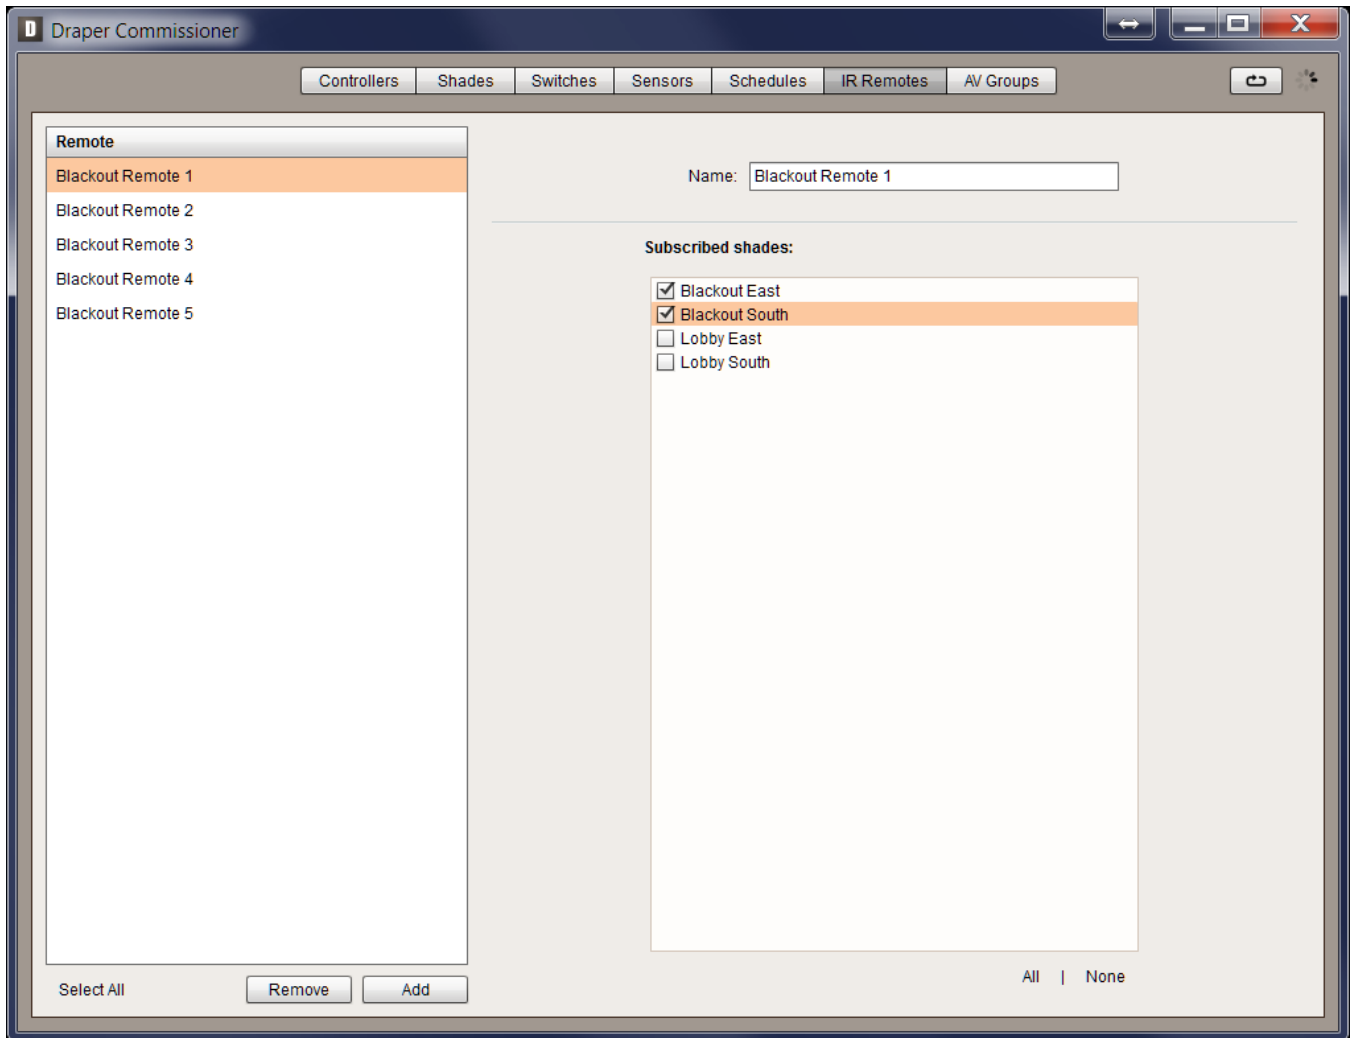 D Draper Commissioner
Controllers Shades Switches Sensors Schedules IR Remotes AV Groups
Remote
Blackout Remote 1
Blackout Remote 2
Blackout Remote 3
Blackout Remote 4
Blackout Remote 5
Select All Remove Add
Name: Blackout Remote 1
Subscribed shades:
Blackout East
Blackout South
Lobby East
Lobby South
All | None